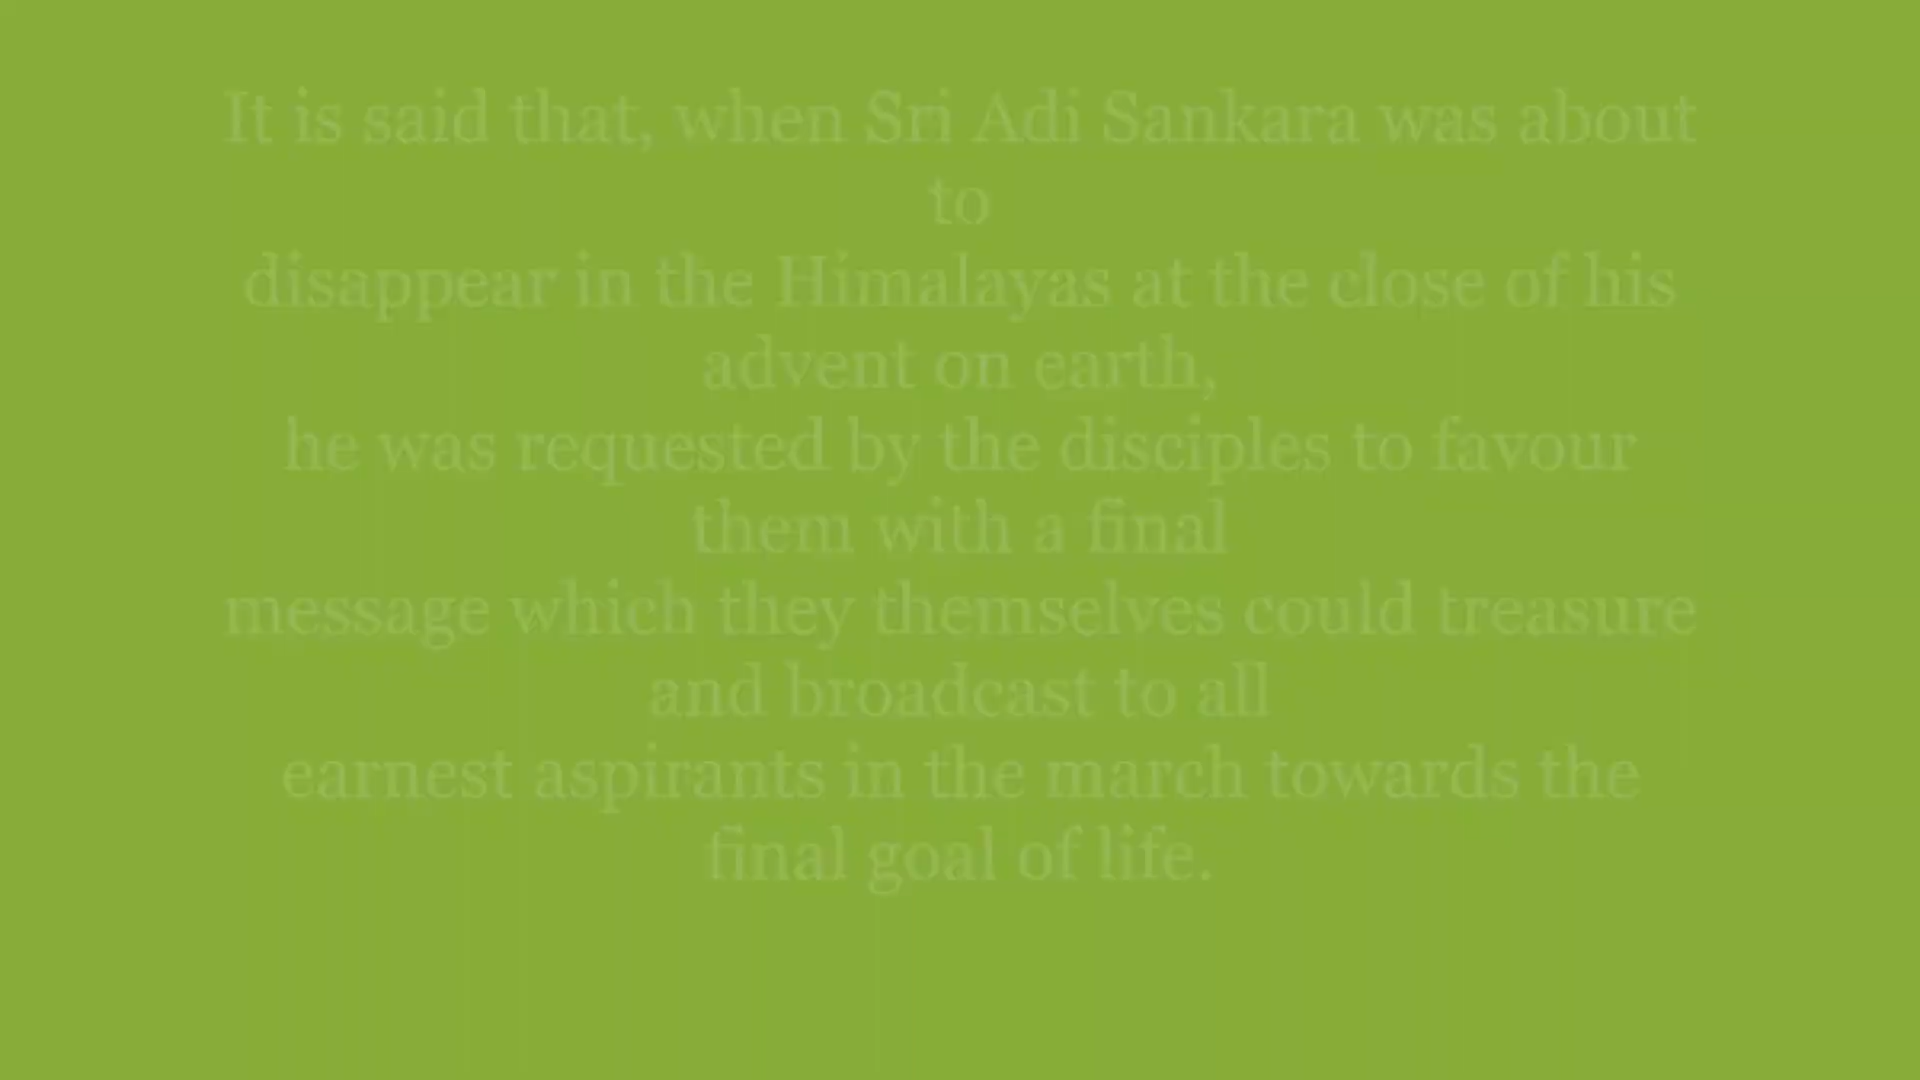 It is said that, when Sri Adi Sankara was about
to
disappear in the Himalayas at the close of his
advent on earth,
he was requested by the disciples to favour
them with a final
message which they themselves could treasure
and broadcast to all
earnest aspirants in the march towards the
final goal of life.